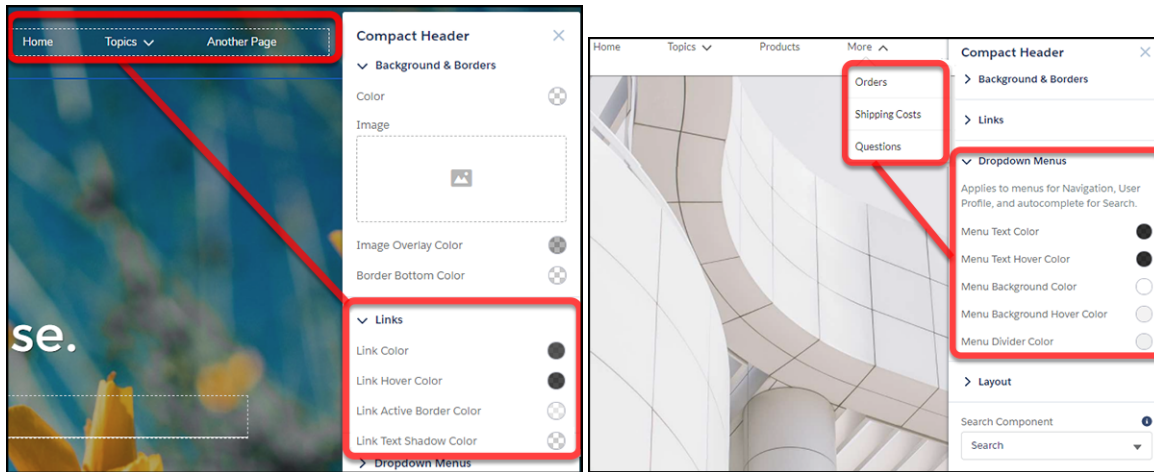 Home Topics Another Page
Compact Header
Background & Borders
Color
Image
Image Overlay Color
Border Bottom Color
Links
Link Color
Link Hover Color
Link Active Border Color
Link Text Shadow Color
Dropdown Menus
se.
Home Topics Products More
Orders
Shipping Costs
Questions
Compact Header
Background & Borders
Links
Dropdown Menus
Applies to menus for Navigation, User
Profile, and autocomplete for Search.
Menu Text Color
Menu Text Hover Color
Menu Background Color
Menu Background Hover Color
Menu Divider Color
Layout
Search Component
Search